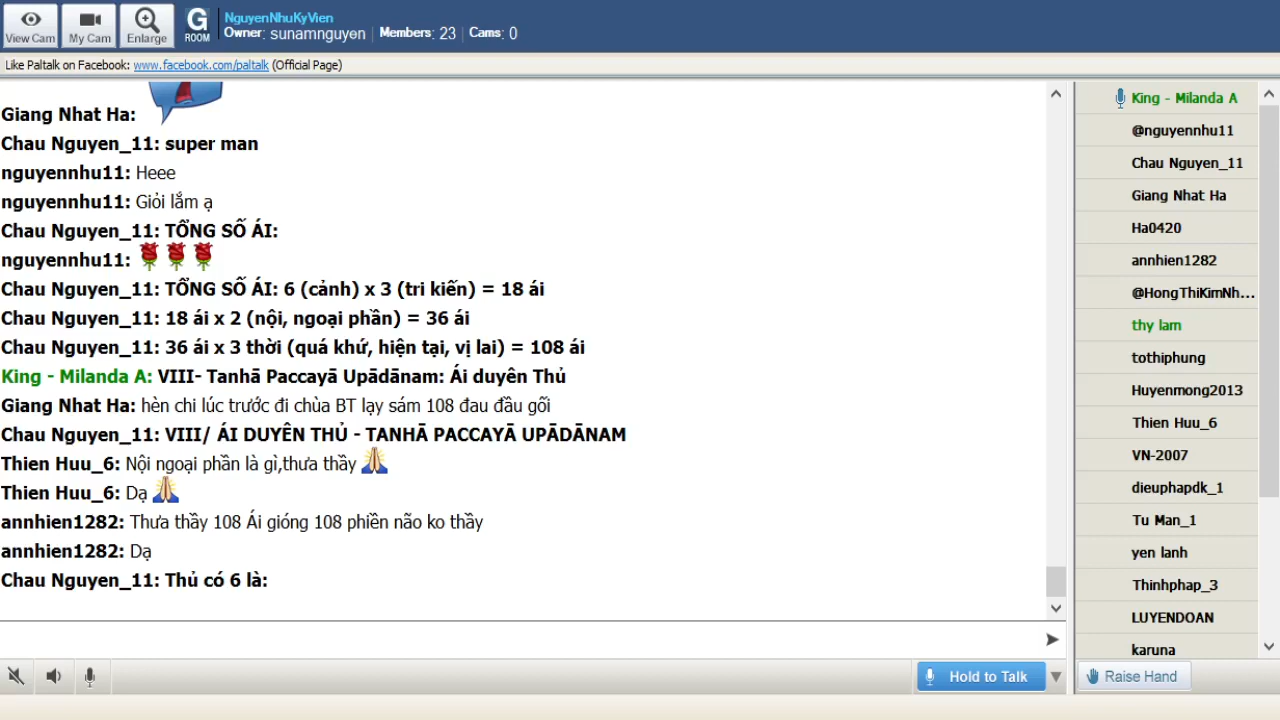 View Cam
My Cam
Enlarge
G
ROOM
NguyenNhuKyVien
Owner: sunamnguyen | Members: 23 | Cams: 0
Like Paltalk on Facebook: www.facebook.com/paltalk (Official Page)
Giang Nhat Ha:
Chau Nguyen_11: super man
nguyennhu11: Heee
nguyennhu11: Giỏi lắm ạ
Chau Nguyen_11: TỔNG SỐ ÁI:
nguyennhu11:
Chau Nguyen_11: TỔNG SỐ ÁI: 6 (cảnh) x 3 (tri kiến) = 18 ái
Chau Nguyen_11: 18 ái x 2 (nội, ngoại phần) = 36 ái
Chau Nguyen_11: 36 ái x 3 thời (quá khứ, hiện tại, vị lai) = 108 ái
King - Milanda A: VIII- Tanhā Paccayā Upādānam: Ái duyên Thủ
Giang Nhat Ha: hèn chi lúc trước đi chùa BT lạy sám 108 đau đầu gối
Chau Nguyen_11: VIII/ ÁI DUYÊN THỦ - TANHĀ PACCAYĀ UPĀDĀNAM
Thien Huu_6: Nội ngoại phần là gì,thưa thầy
Thien Huu_6: Dạ
annhien1282: Thưa thầy 108 Ái gióng 108 phiền não ko thầy
annhien1282: Dạ
Chau Nguyen_11: Thủ có 6 là:
Hold to Talk
King - Milanda A
@nguyennhu11
Chau Nguyen_11
Giang Nhat Ha
Ha0420
annhien1282
@HongThiKimNh...
thy lam
tothiphung
Huyenmong2013
Thien Huu_6
VN-2007
dieuphapdk_1
Tu Man_1
yen lanh
Thinhphap_3
LUYENDOAN
karuna
Raise Hand